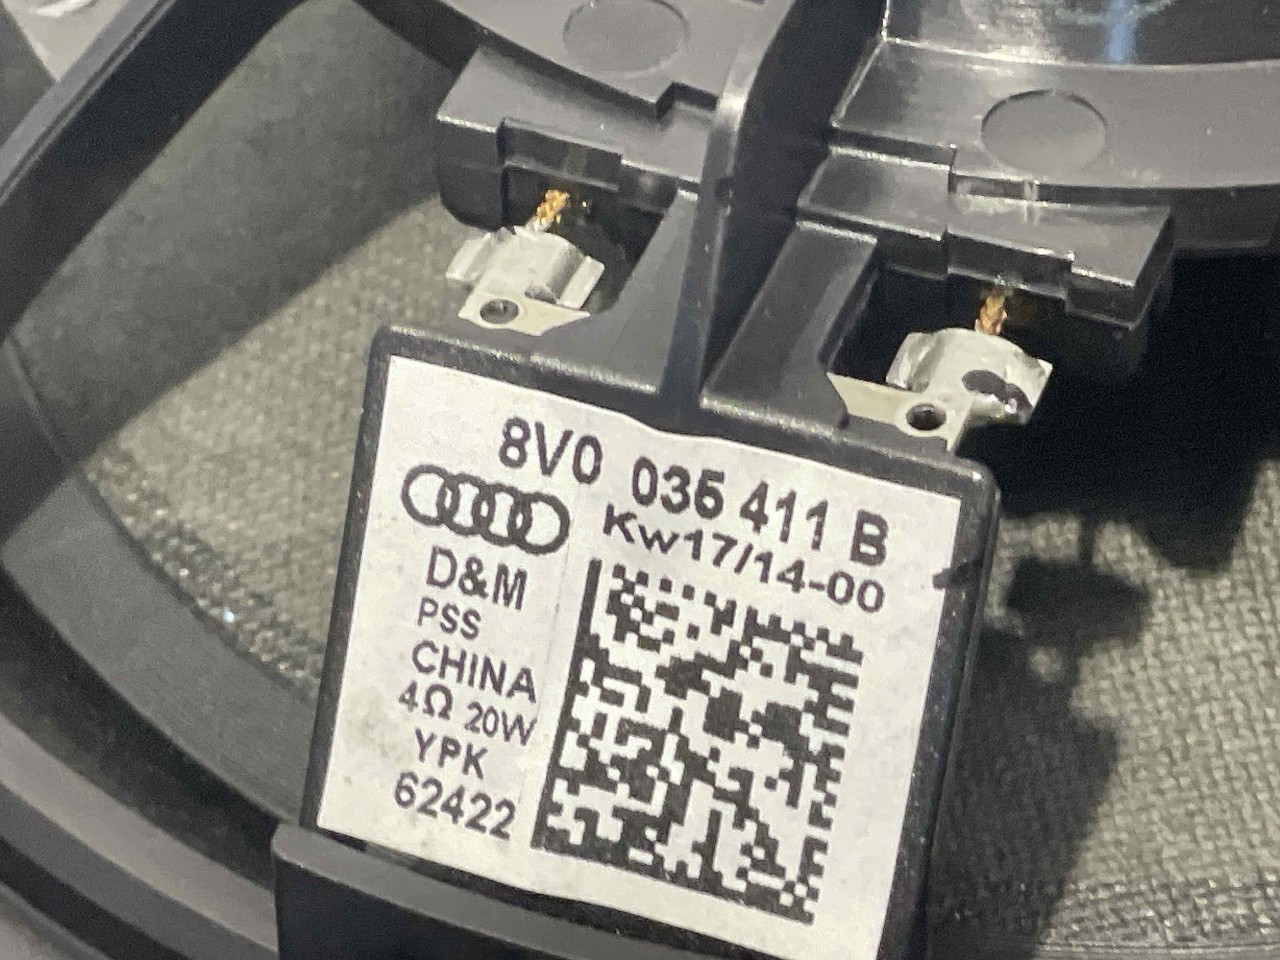 8V0 035 411 B
Kw17/14-00
D&M
PSS
CHINA
4Ω 20W
YPK
62422